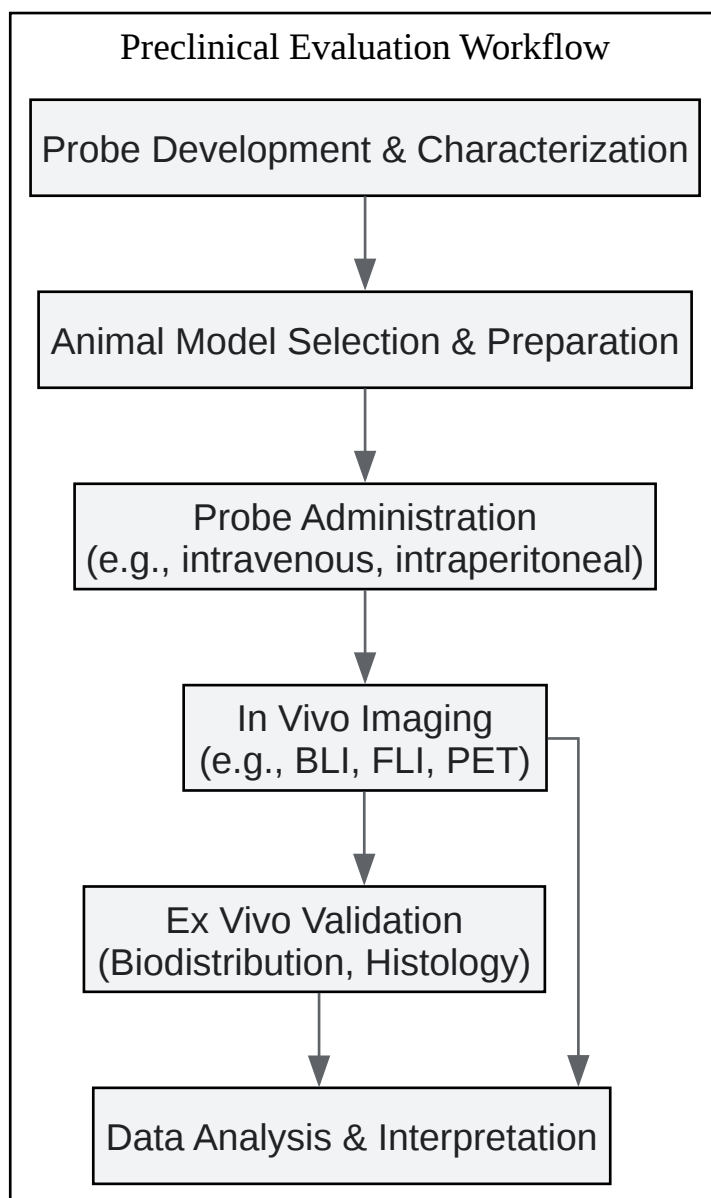 Preclinical Evaluation Workflow
Probe Development & Characterization
Animal Model Selection & Preparation
Probe Administration
(e.g., intravenous, intraperitoneal)
In Vivo Imaging
(e.g., BLI, FLI, PET)
Ex Vivo Validation
(Biodistribution, Histology)
Data Analysis & Interpretation